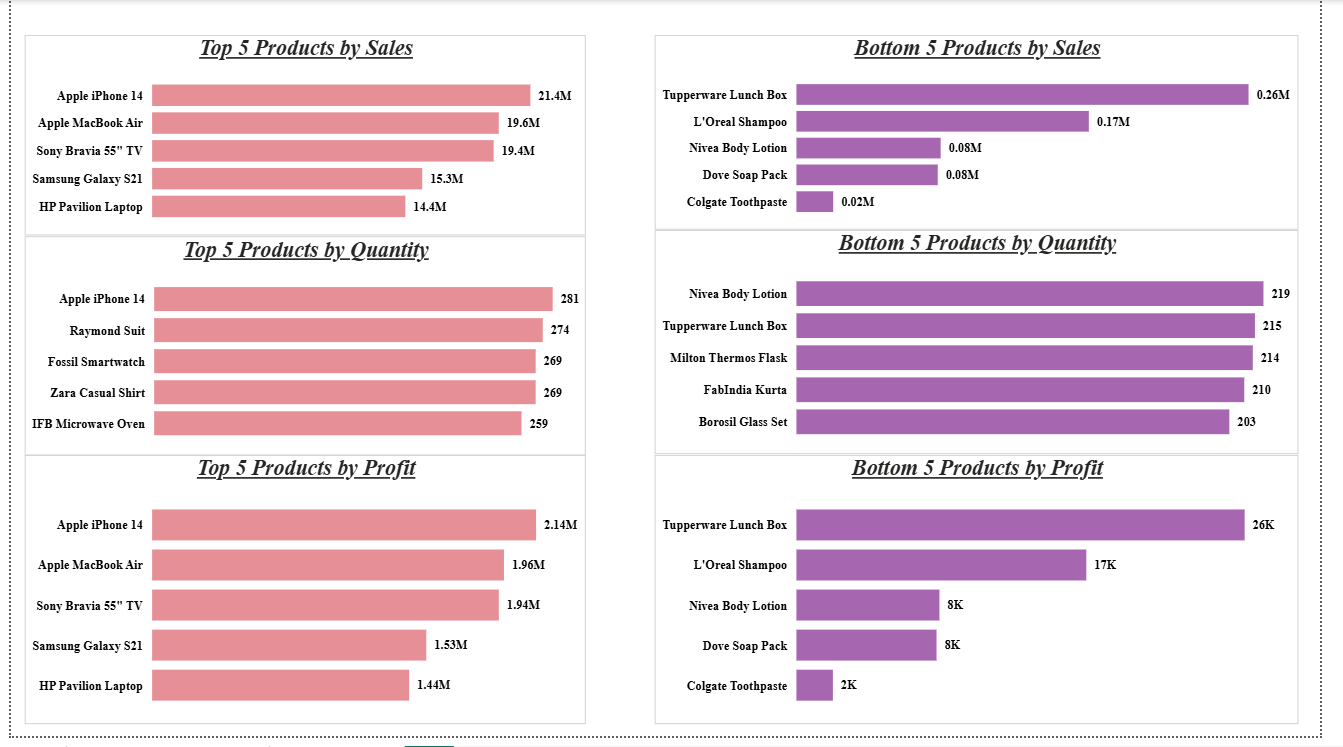 Top 5 Products by Sales
Apple iPhone 14 21.4M
Apple MacBook Air 19.6M
Sony Bravia 55" TV 19.4M
Samsung Galaxy S21 15.3M
HP Pavilion Laptop 14.4M
Bottom 5 Products by Sales
Tupperware Lunch Box 0.26M
L'Oreal Shampoo 0.17M
Nivea Body Lotion 0.08M
Dove Soap Pack 0.08M
Colgate Toothpaste 0.02M
Top 5 Products by Quantity
Apple iPhone 14 281
Raymond Suit 274
Fossil Smartwatch 269
Zara Casual Shirt 269
IFB Microwave Oven 259
Bottom 5 Products by Quantity
Nivea Body Lotion 219
Tupperware Lunch Box 215
Milton Thermos Flask 214
FabIndia Kurta 210
Borosil Glass Set 203
Top 5 Products by Profit
Apple iPhone 14 2.14M
Apple MacBook Air 1.96M
Sony Bravia 55" TV 1.94M
Samsung Galaxy S21 1.53M
HP Pavilion Laptop 1.44M
Bottom 5 Products by Profit
Tupperware Lunch Box 26K
L'Oreal Shampoo 17K
Nivea Body Lotion 8K
Dove Soap Pack 8K
Colgate Toothpaste 2K